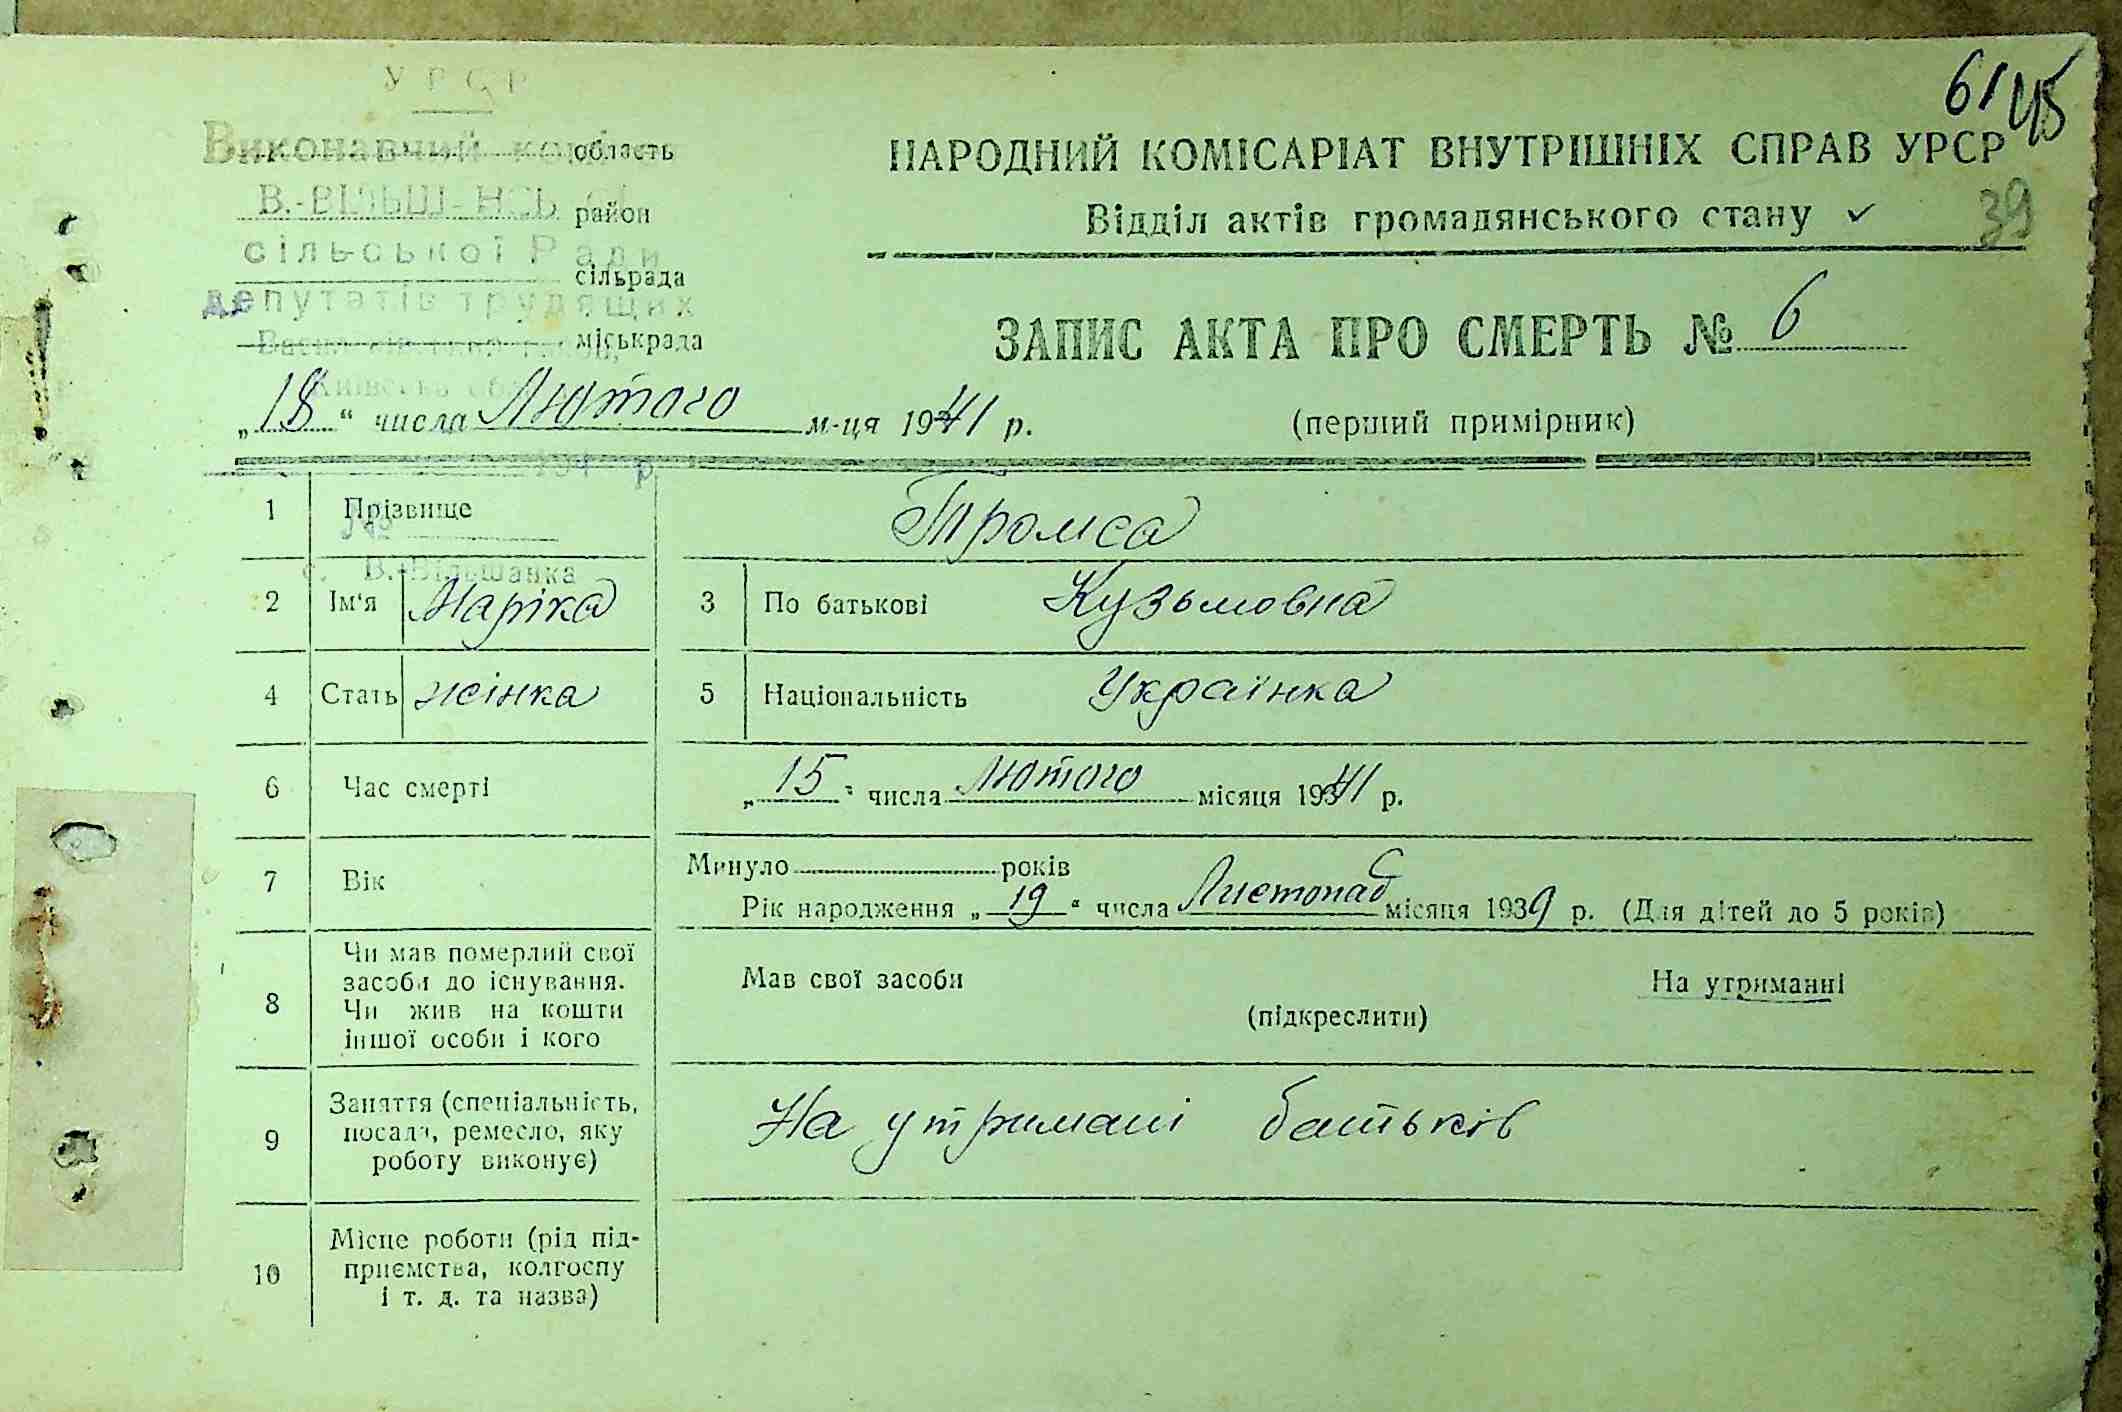 УРСР
61 45
Виконавчий
область
НАРОДНИЙ КОМІСАРІАТ ВНУТРІШНІХ СПРАВ УРСР
район
Відділ актів громадянського стану ✓ 39
сільської Ради
сільрада
депутатів трудящих
ЗАПИС АКТА ПРО СМЕРТЬ № 6
міськрада
„18“ числа Лютого м-ця 1941 р.
(перший примірник)
1 Прізвище Тромса
№
с. В.-Вільшанка
2 Ім'я Маріка 3 По батькові Кузьмовна
4 Стать жінка 5 Національність Українка
6 Час смерті „15“ числа Лютого місяця 1941 р.
7 Вік Минуло років
Рік народження „19“ числа Листопад місяця 1939 р. (Для дітей до 5 років)
8 Чи мав померлий свої
засоби до існування.
Чи жив на кошти
іншої особи і кого
Мав свої засоби На утриманні
(підкреслити)
9 Заняття (спеціальність,
посада, ремесло, яку
роботу виконує)
На утримані батьків
10 Місце роботи (рід під-
приємства, колгоспу
і т. д. та назва)